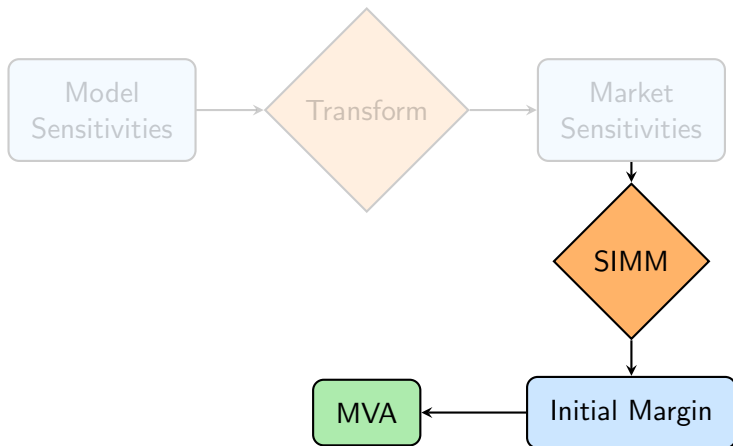 Model
Sensitivities
Transform
Market
Sensitivities
SIMM
MVA
Initial Margin